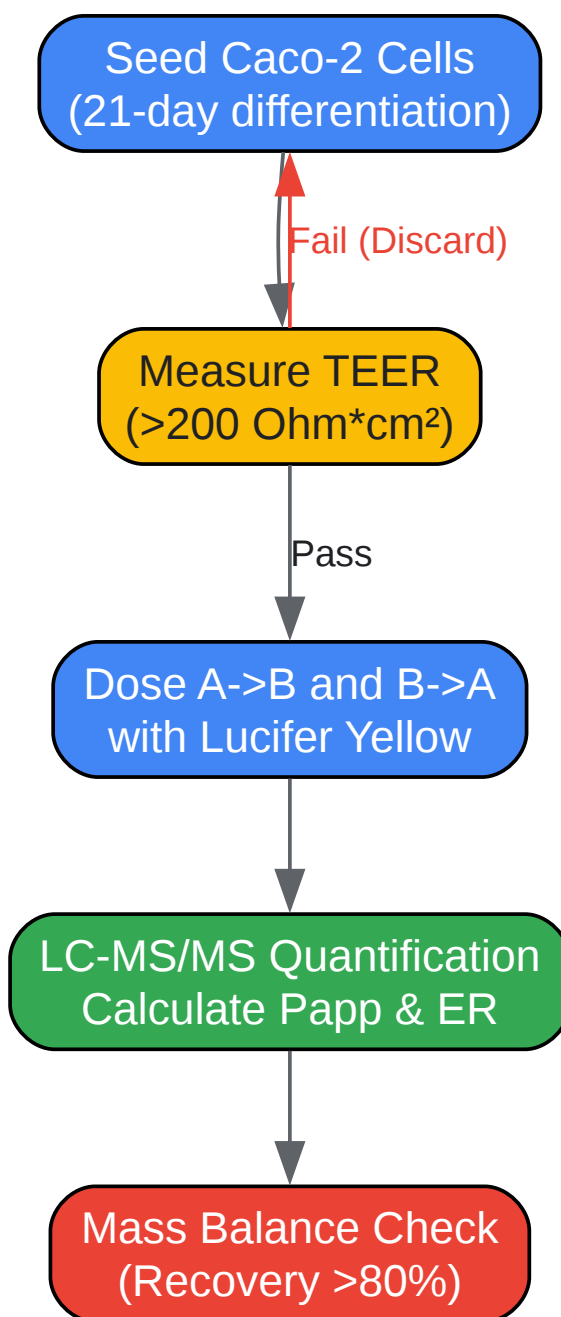 Seed Caco-2 Cells
(21-day differentiation)
Fail (Discard)
Measure TEER
(>200 Ohm*cm²)
Pass
Dose A->B and B->A
with Lucifer Yellow
LC-MS/MS Quantification
Calculate Papp & ER
Mass Balance Check
(Recovery >80%)